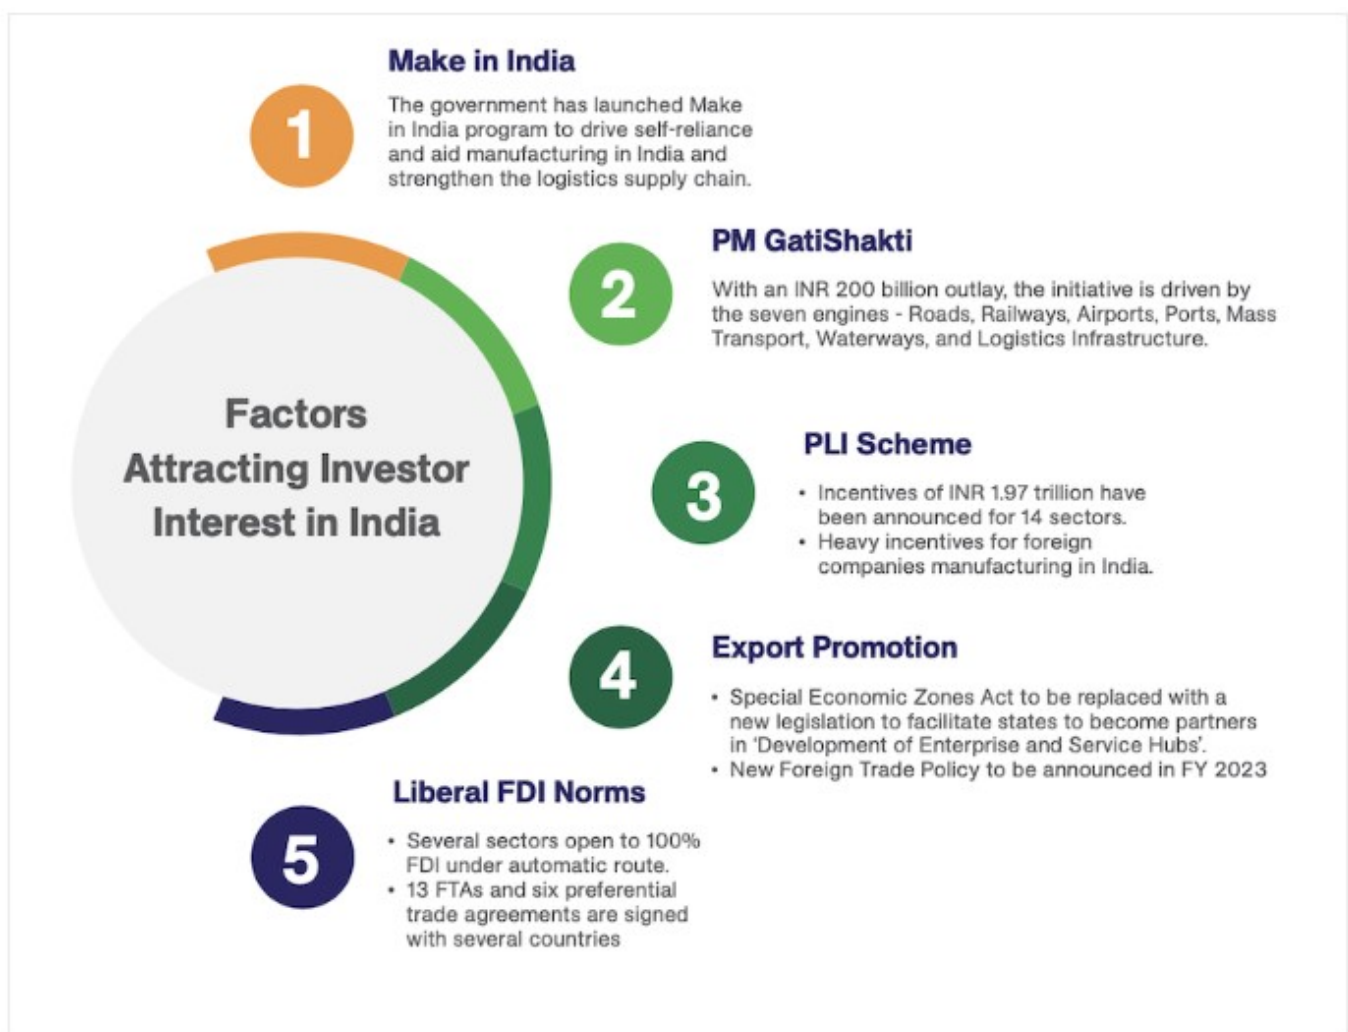 Factors
Attracting Investor
Interest in India
1
Make in India
The government has launched Make
in India program to drive self-reliance
and aid manufacturing in India and
strengthen the logistics supply chain.
2
PM GatiShakti
With an INR 200 billion outlay, the initiative is driven by
the seven engines - Roads, Railways, Airports, Ports, Mass
Transport, Waterways, and Logistics Infrastructure.
3
PLI Scheme
• Incentives of INR 1.97 trillion have
been announced for 14 sectors.
• Heavy incentives for foreign
companies manufacturing in India.
4
Export Promotion
• Special Economic Zones Act to be replaced with a
new legislation to facilitate states to become partners
in ‘Development of Enterprise and Service Hubs’.
• New Foreign Trade Policy to be announced in FY 2023
5
Liberal FDI Norms
• Several sectors open to 100%
FDI under automatic route.
• 13 FTAs and six preferential
trade agreements are signed
with several countries